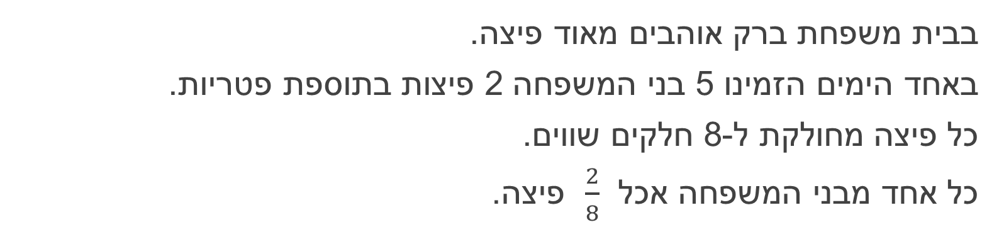 בבית משפחת ברק אוהבים מאוד פיצה.
באחד הימים הזמינו 5 בני המשפחה 2 פיצות בתוספת פטריות.
כל פיצה מחולקת ל-8 חלקים שווים.
כל אחד מבני המשפחה אכל 2/8 פיצה.